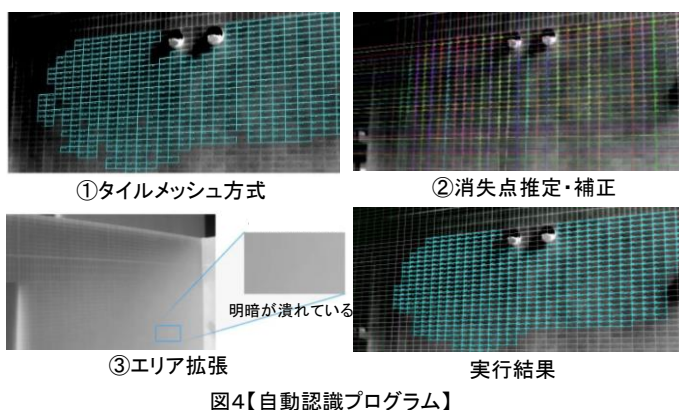 ①タイルメッシュ方式
②消失点推定・補正
明暗が潰れている
③エリア拡張
実行結果
図4【自動認識プログラム】